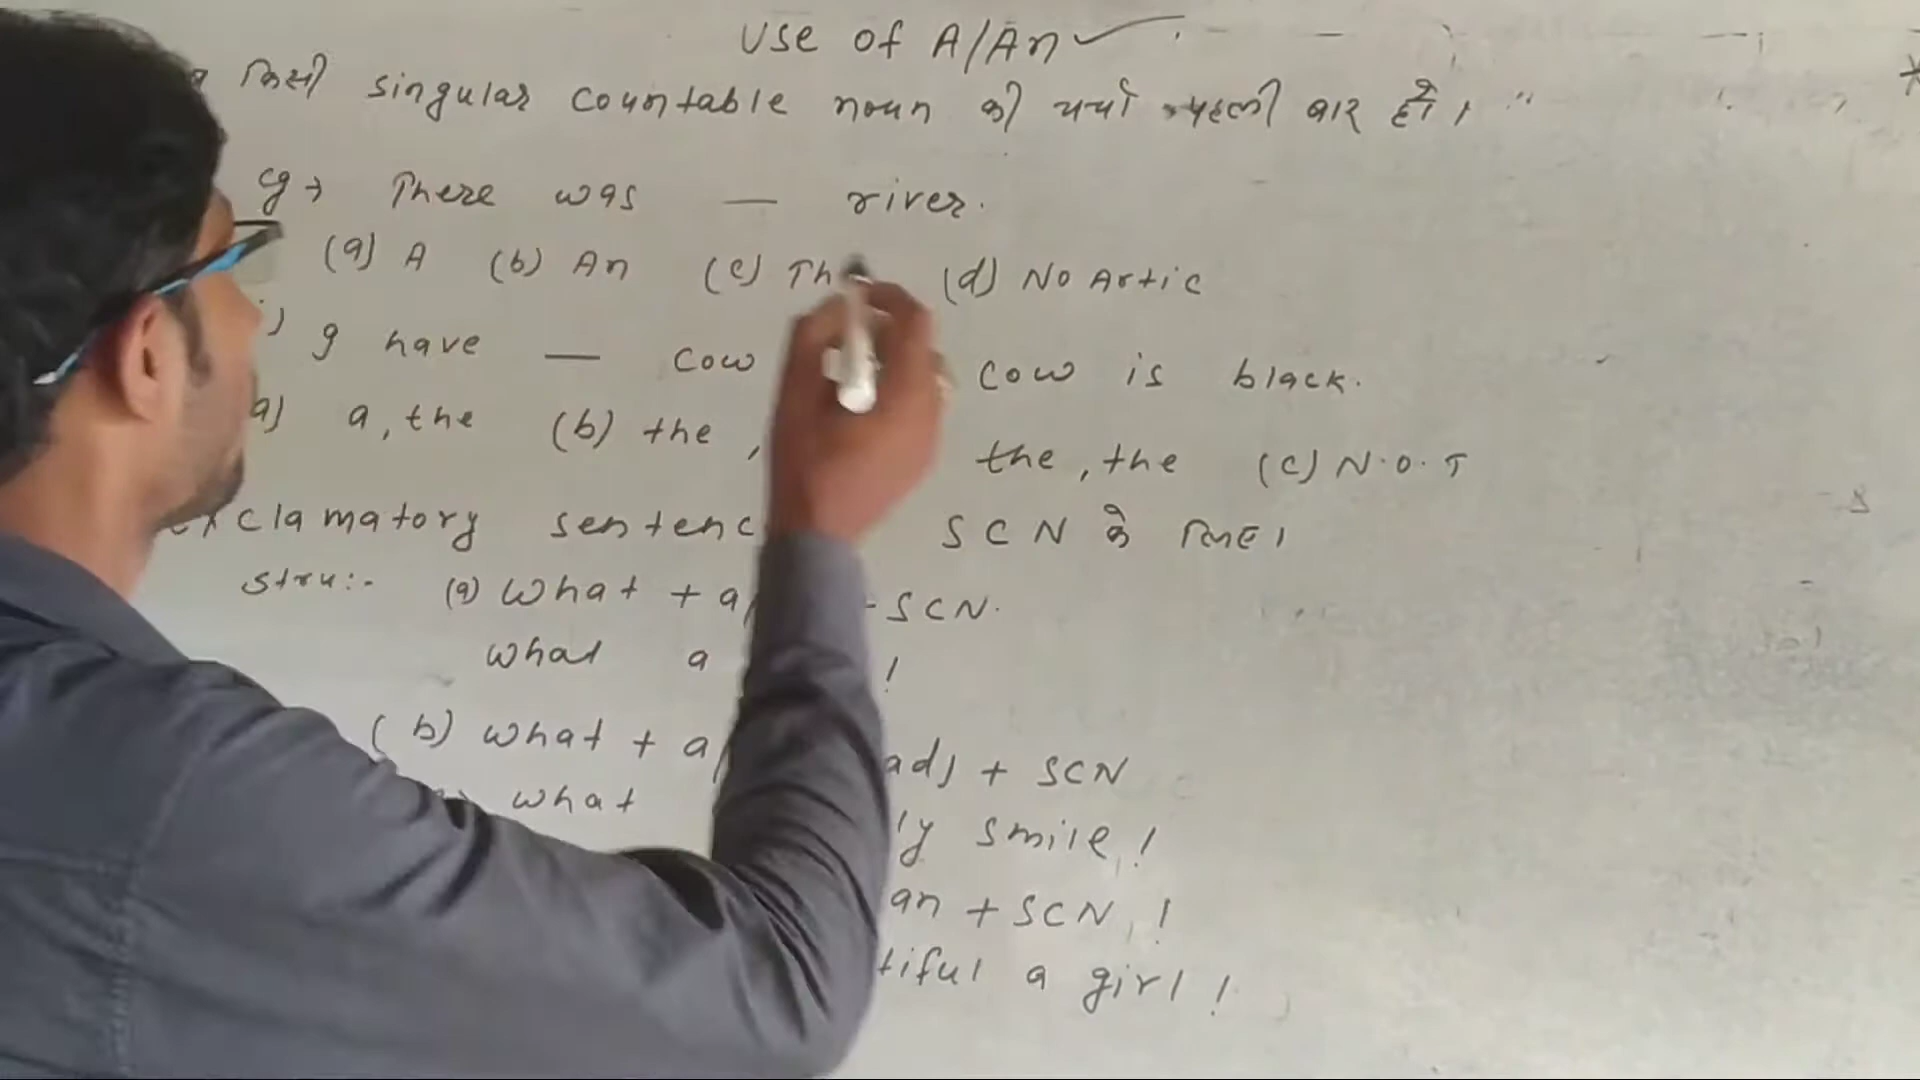 Use of A/An
किसी singular countable noun की चर्चा पहली बार हो।
eg → There was — river.
(a) A (b) An (c) Th (d) No Artic
g have — cow cow is black.
a) a, the (b) the, the, the (c) N.O.T
exclamatory sentenc SCN के लिए।
stru:- (a) what + a SCN.
what a !
(b) what + a adj + SCN
what ly smile!
an + SCN!
tiful a girl!